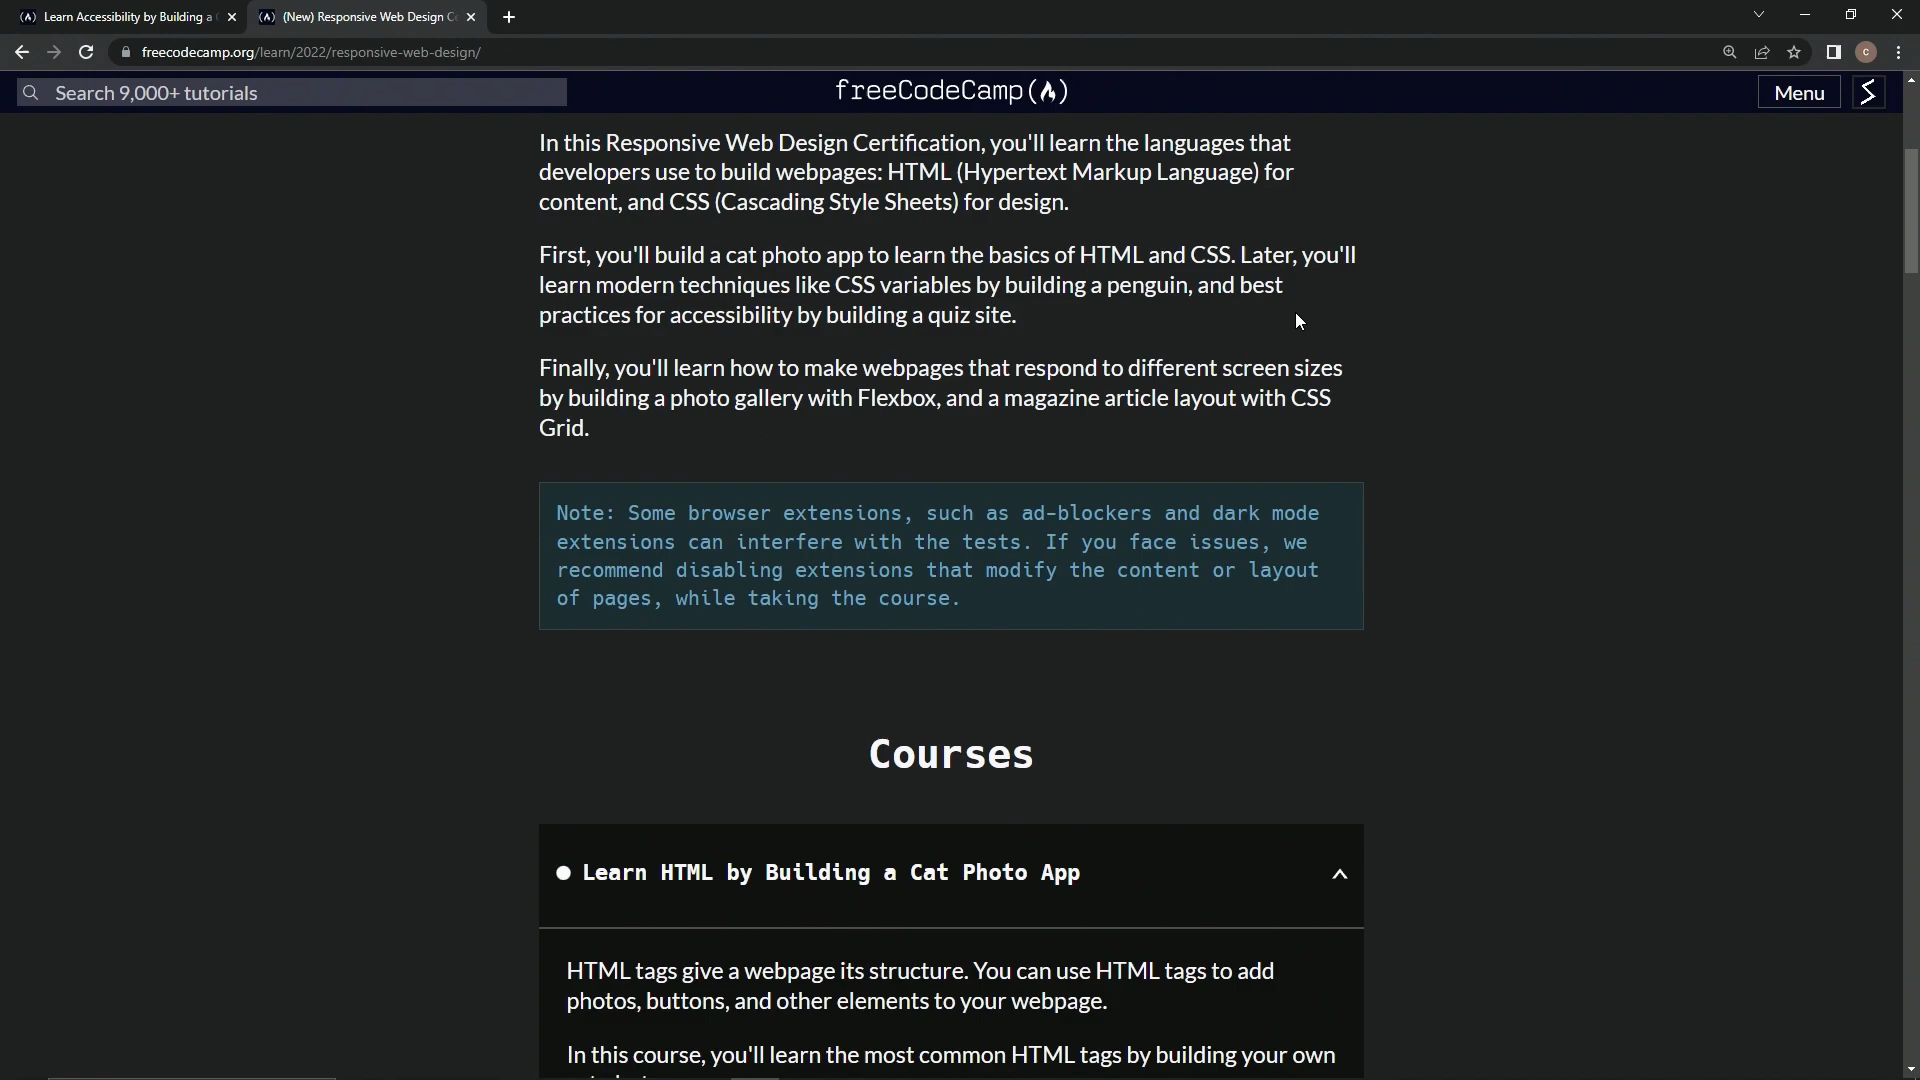 Learn Accessibility by Building a
(New) Responsive Web Design C
freecodecamp.org/learn/2022/responsive-web-design/
C
Search 9,000+ tutorials
freeCodeCamp
Menu
In this Responsive Web Design Certification, you'll learn the languages that
developers use to build webpages: HTML (Hypertext Markup Language) for
content, and CSS (Cascading Style Sheets) for design.
First, you'll build a cat photo app to learn the basics of HTML and CSS. Later, you'll
learn modern techniques like CSS variables by building a penguin, and best
practices for accessibility by building a quiz site.
Finally, you'll learn how to make webpages that respond to different screen sizes
by building a photo gallery with Flexbox, and a magazine article layout with CSS
Grid.
Note: Some browser extensions, such as ad-blockers and dark mode
extensions can interfere with the tests. If you face issues, we
recommend disabling extensions that modify the content or layout
of pages, while taking the course.
Courses
Learn HTML by Building a Cat Photo App
HTML tags give a webpage its structure. You can use HTML tags to add
photos, buttons, and other elements to your webpage.
In this course, you'll learn the most common HTML tags by building your own